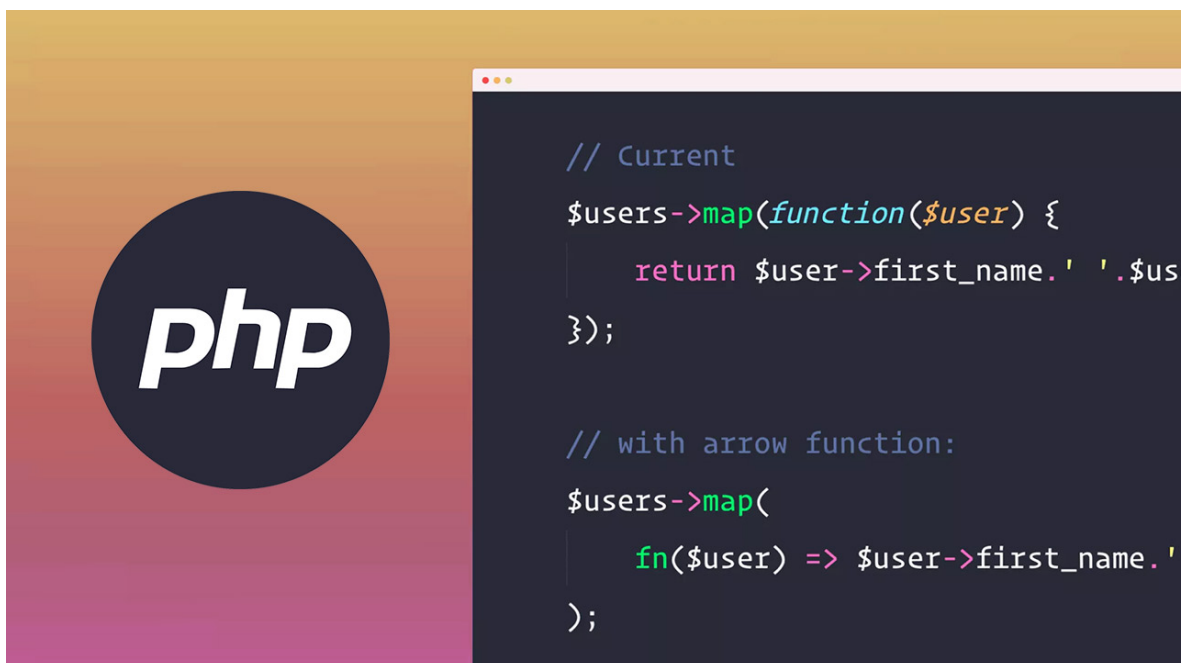 php
// Current
$users->map(function($user) {
return $user->first_name.' '.$us
});
// with arrow function:
$users->map(
fn($user) => $user->first_name.'
);